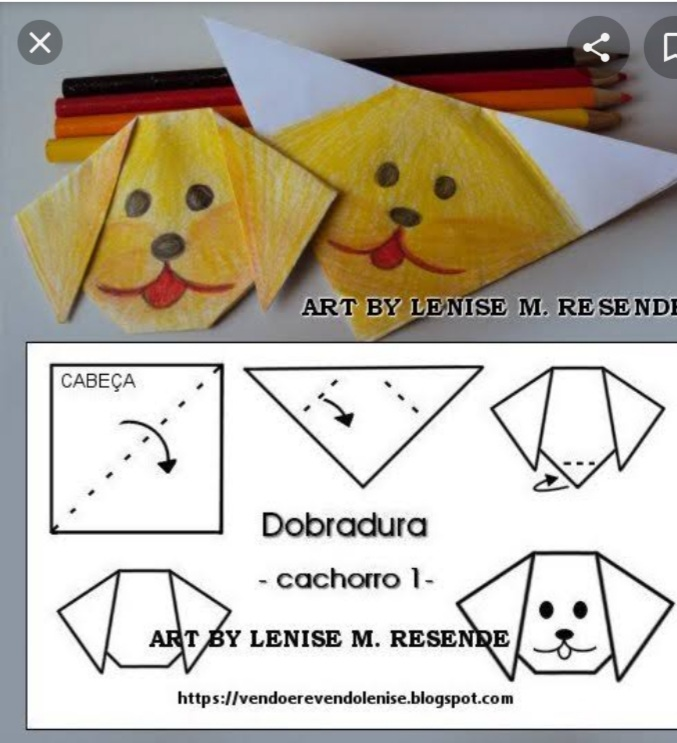 ART BY LENISE M. RESENDE
CABEÇA
Dobradura
- cachorro 1-
ART BY LENISE M. RESENDE
https://vendoerevendolenise.blogspot.com